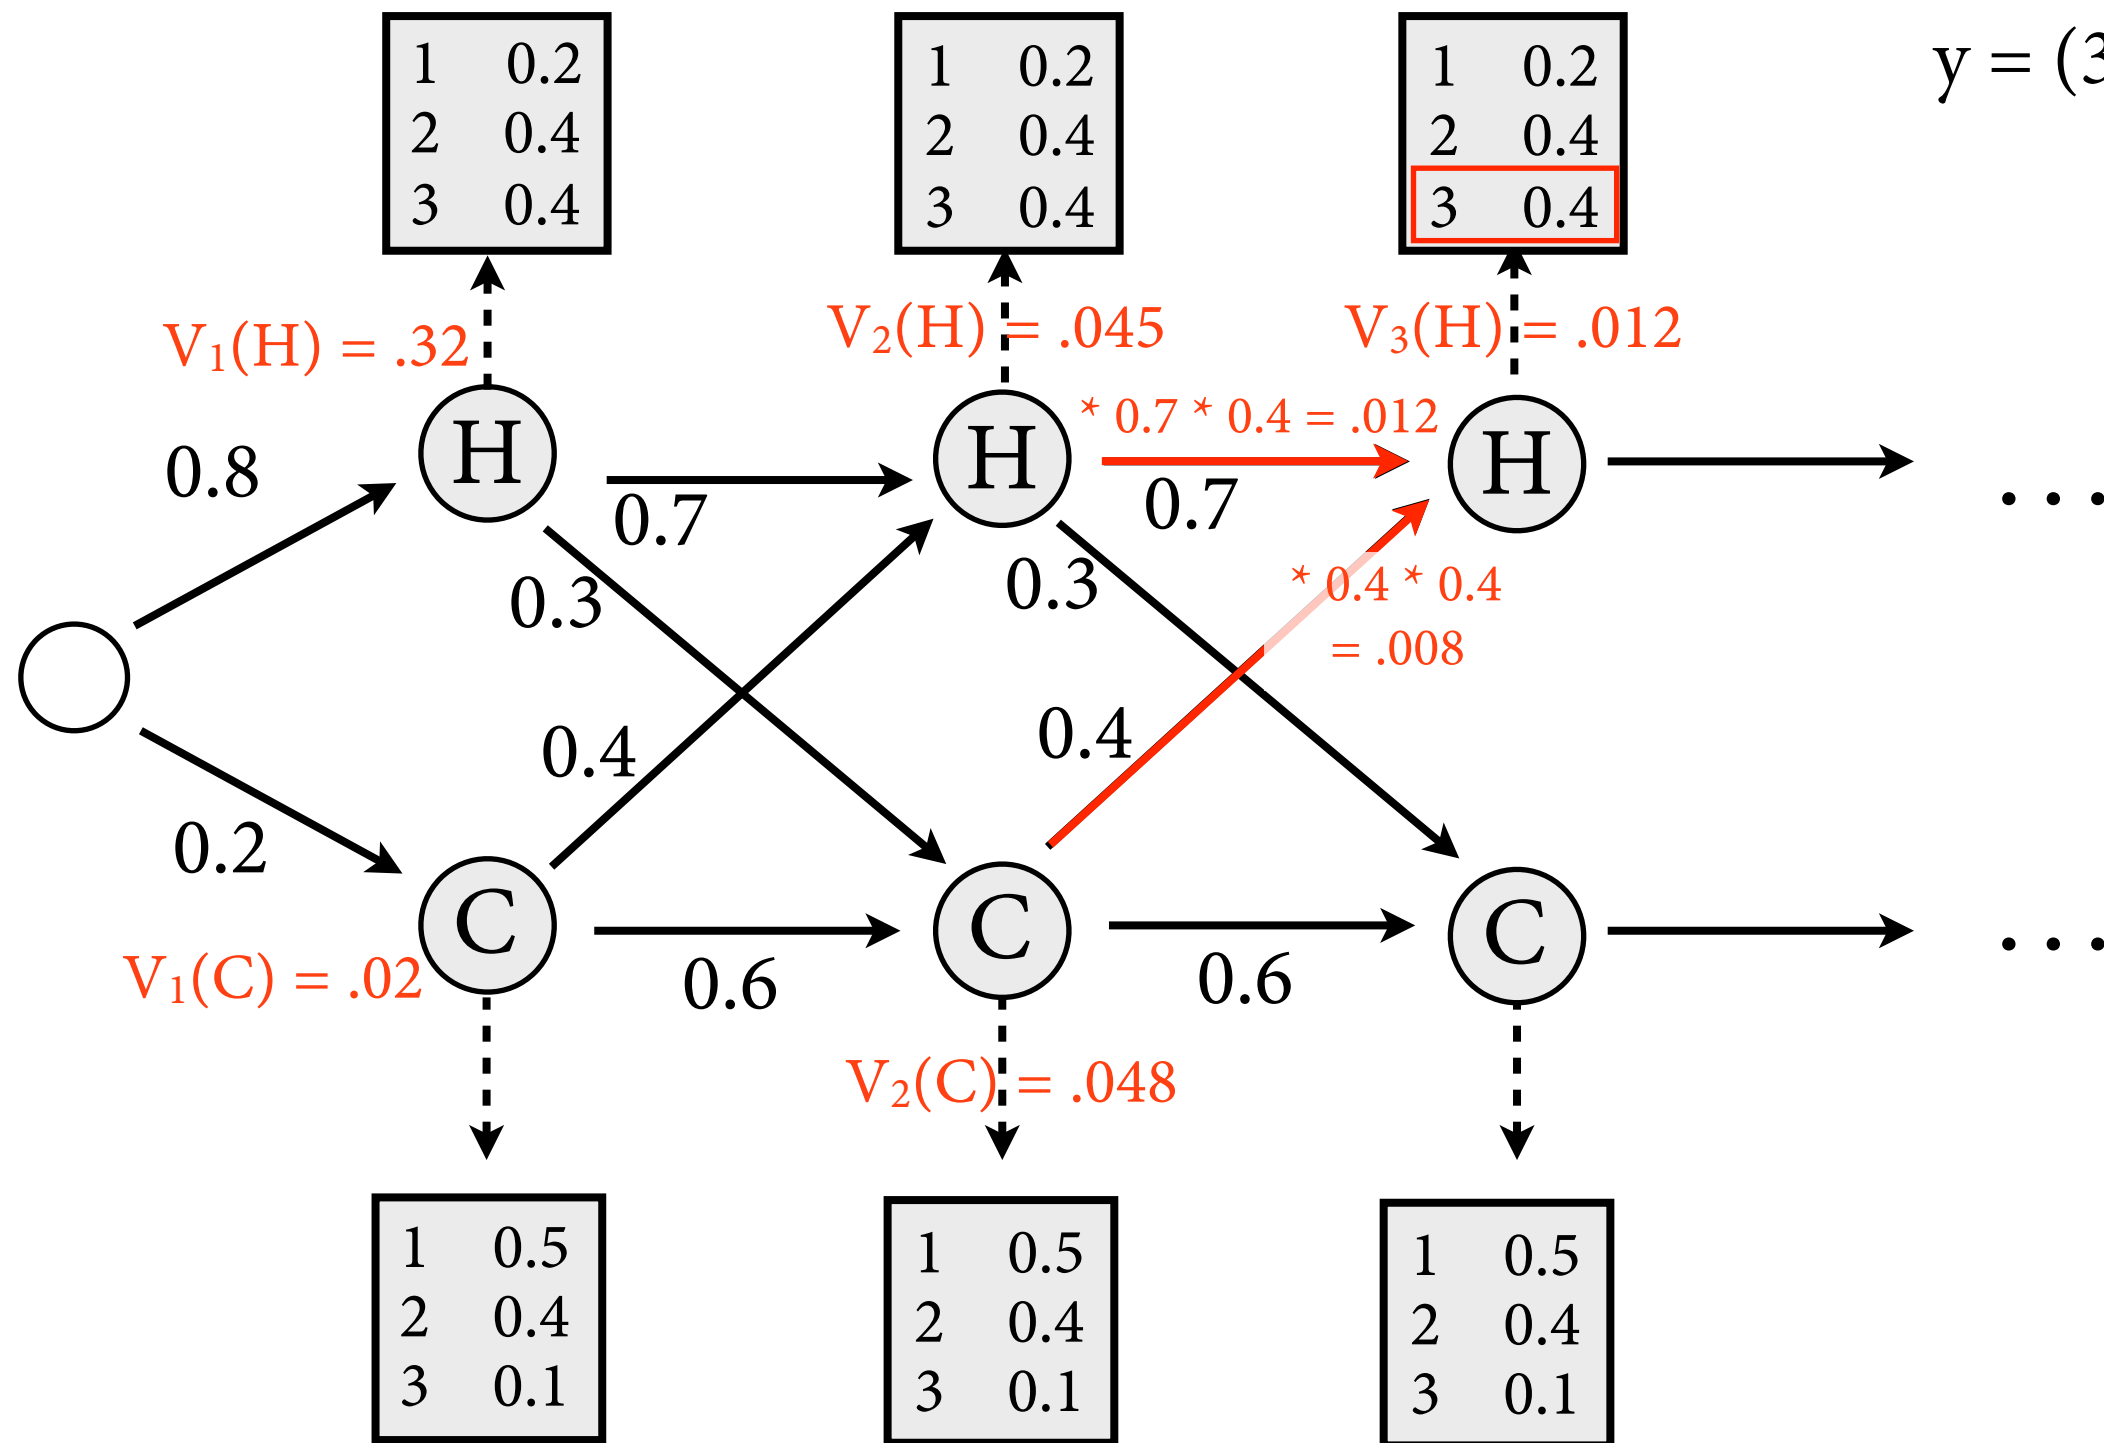 1 0.2
2 0.4
3 0.4
1 0.2
2 0.4
3 0.4
1 0.2
2 0.4
3 0.4
y = (3
V₁(H) = .32
V₂(H) = .045
V₃(H) = .012
* 0.7 * 0.4 = .012
H
H
H
0.8
0.7
0.7
...
0.3
0.3
* 0.4 * 0.4
= .008
0.4
0.4
0.2
C
C
C
...
V₁(C) = .02
0.6
0.6
V₂(C) = .048
1 0.5
2 0.4
3 0.1
1 0.5
2 0.4
3 0.1
1 0.5
2 0.4
3 0.1